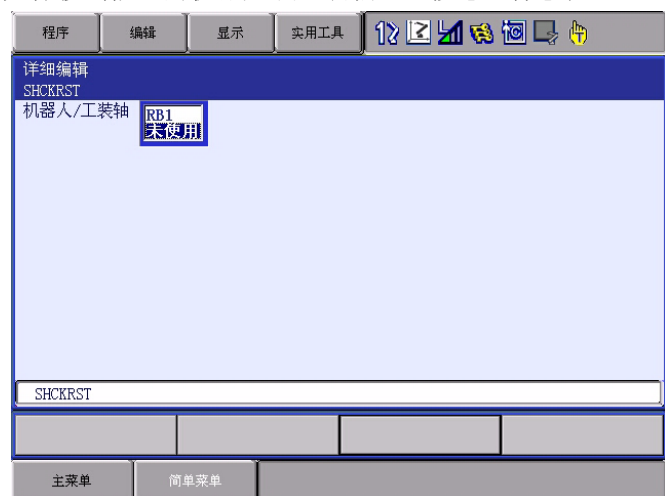 程序 编辑 显示 实用工具
详细编辑
SHCKRST
机器人/工装轴 RB1
未使用
SHCKRST
主菜单 简单菜单